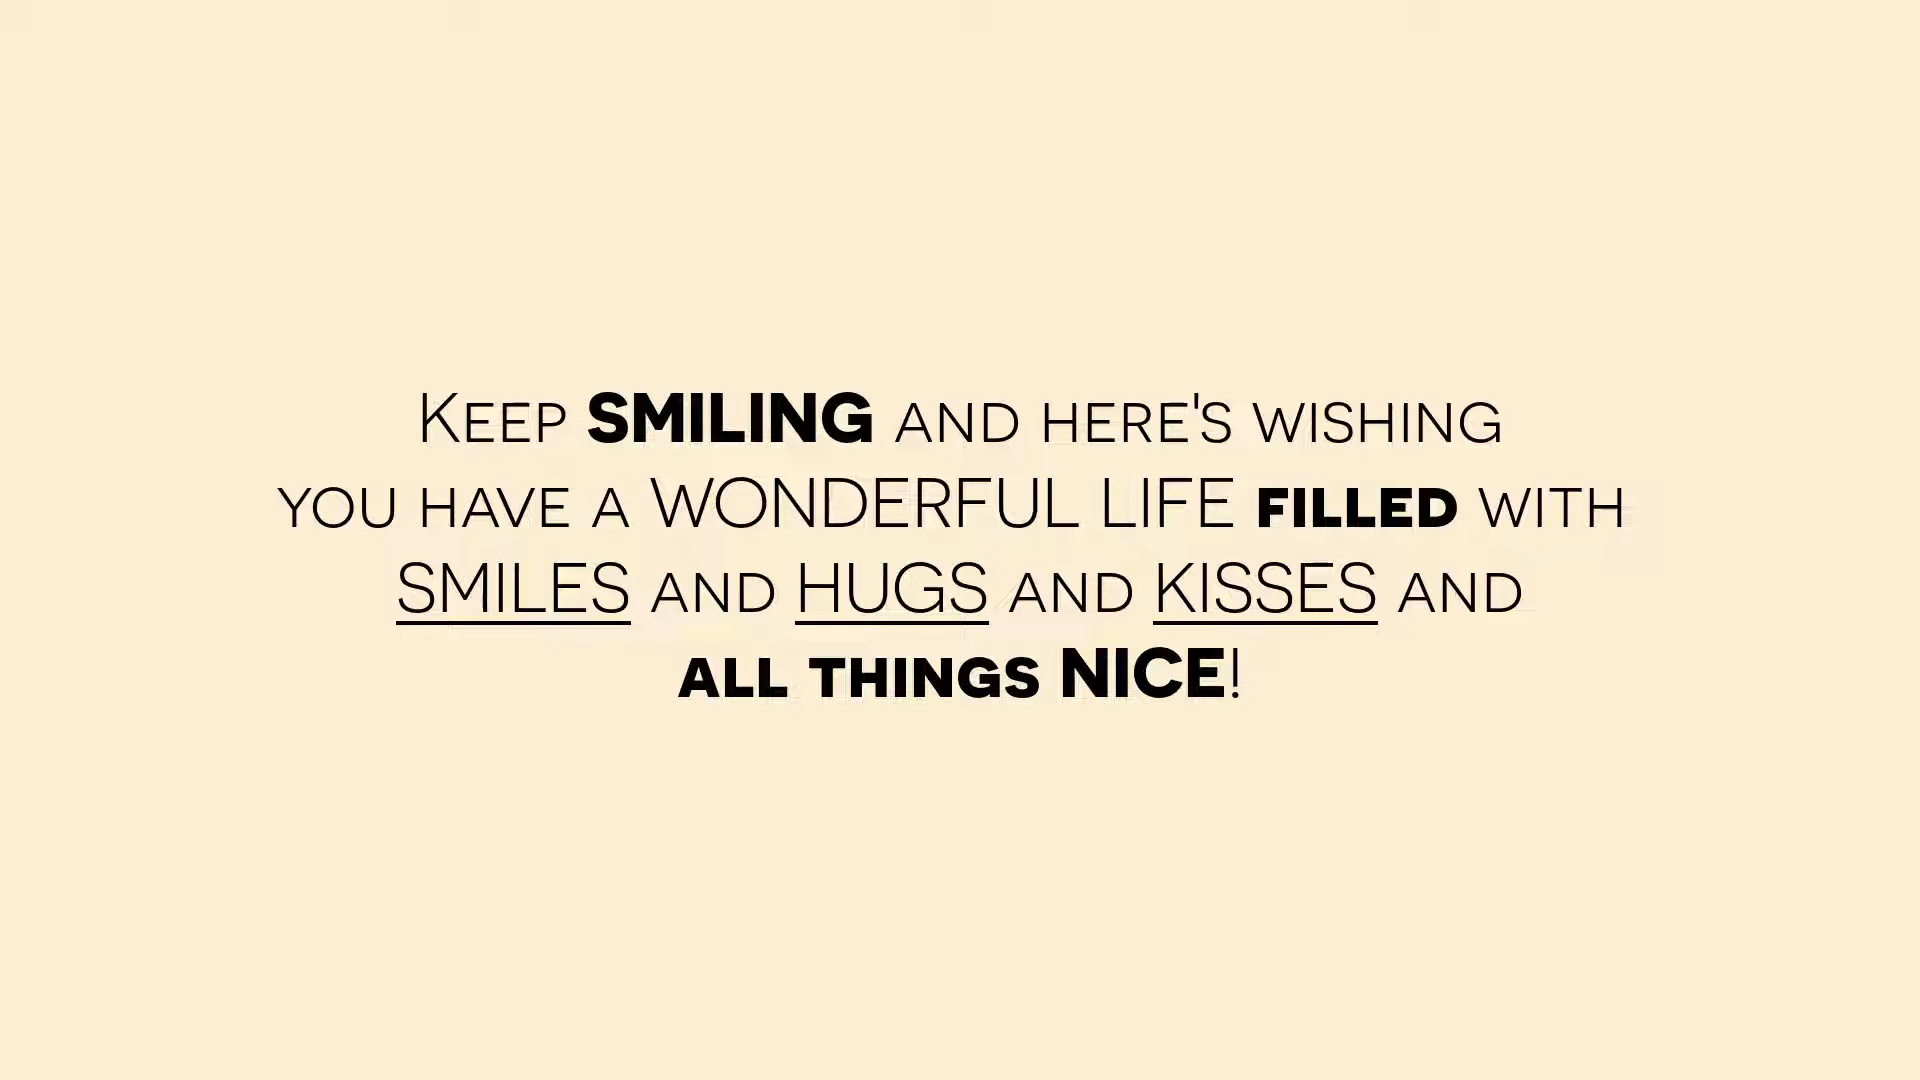 Keep SMILING and here's wishing
you have a WONDERFUL LIFE filled with
SMILES and HUGS and KISSES and
all things NICE!